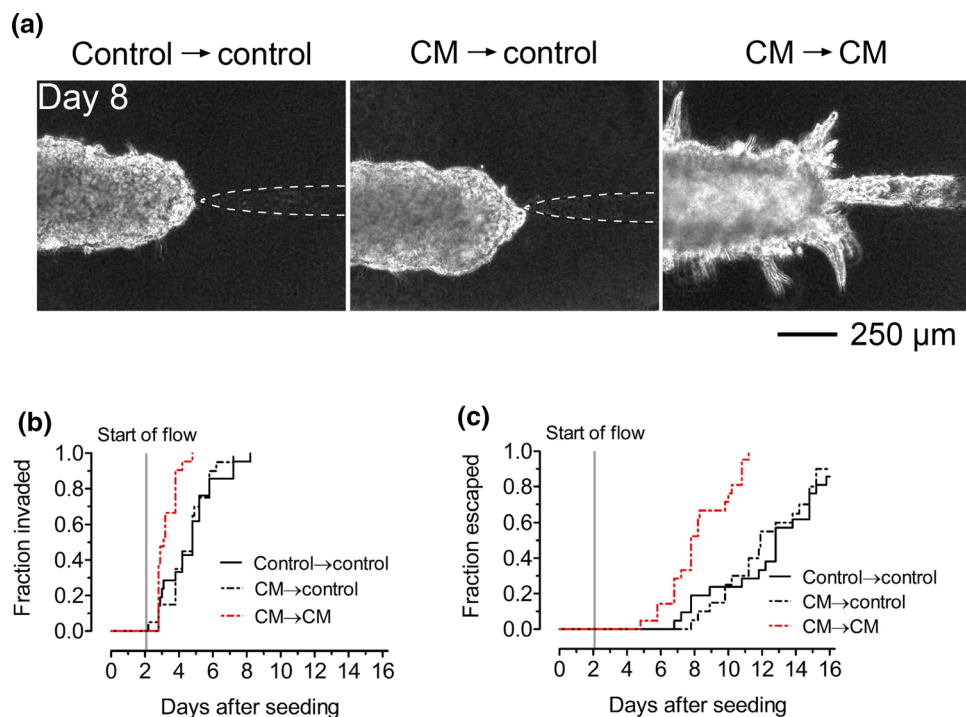 (a)
Control → control CM → control CM → CM
Day 8
250 μm
(b)
Start of flow
Fraction invaded
1.0
0.8
0.6
0.4
0.2
0.0
Control→control
CM→control
CM→CM
0 2 4 6 8 10 12 14 16
Days after seeding
(c)
Start of flow
Fraction escaped
1.0
0.8
0.6
0.4
0.2
0.0
Control→control
CM→control
CM→CM
0 2 4 6 8 10 12 14 16
Days after seeding